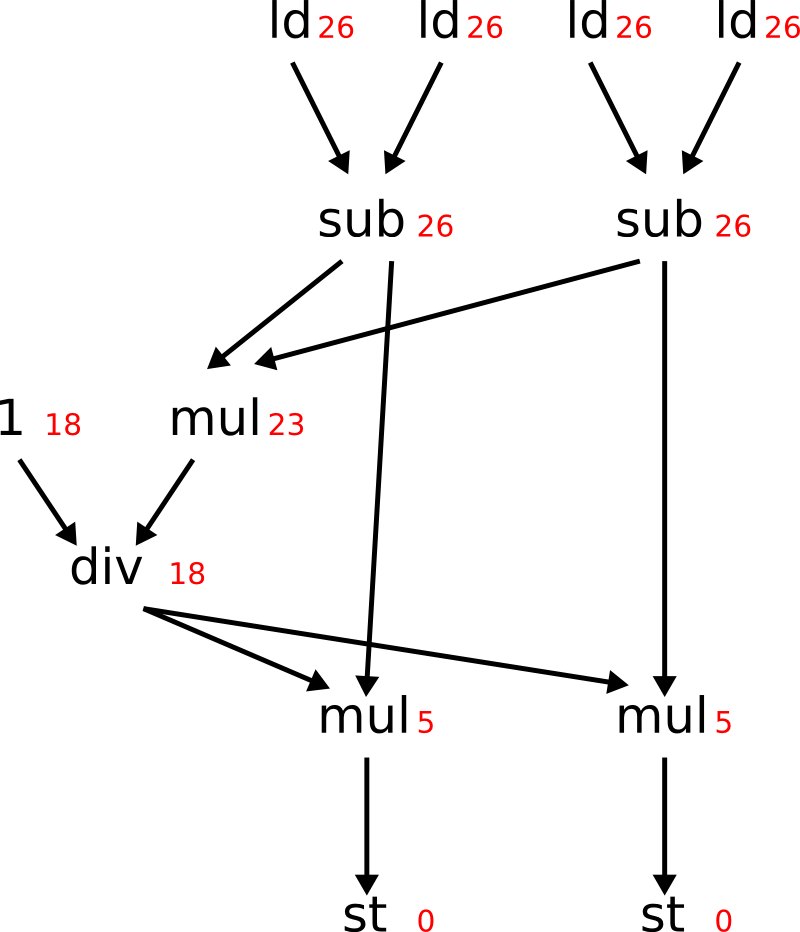 ld 26 ld 26 ld 26 ld 26
sub 26 sub 26
1 18 mul 23
div 18
mul 5 mul 5
st 0 st 0